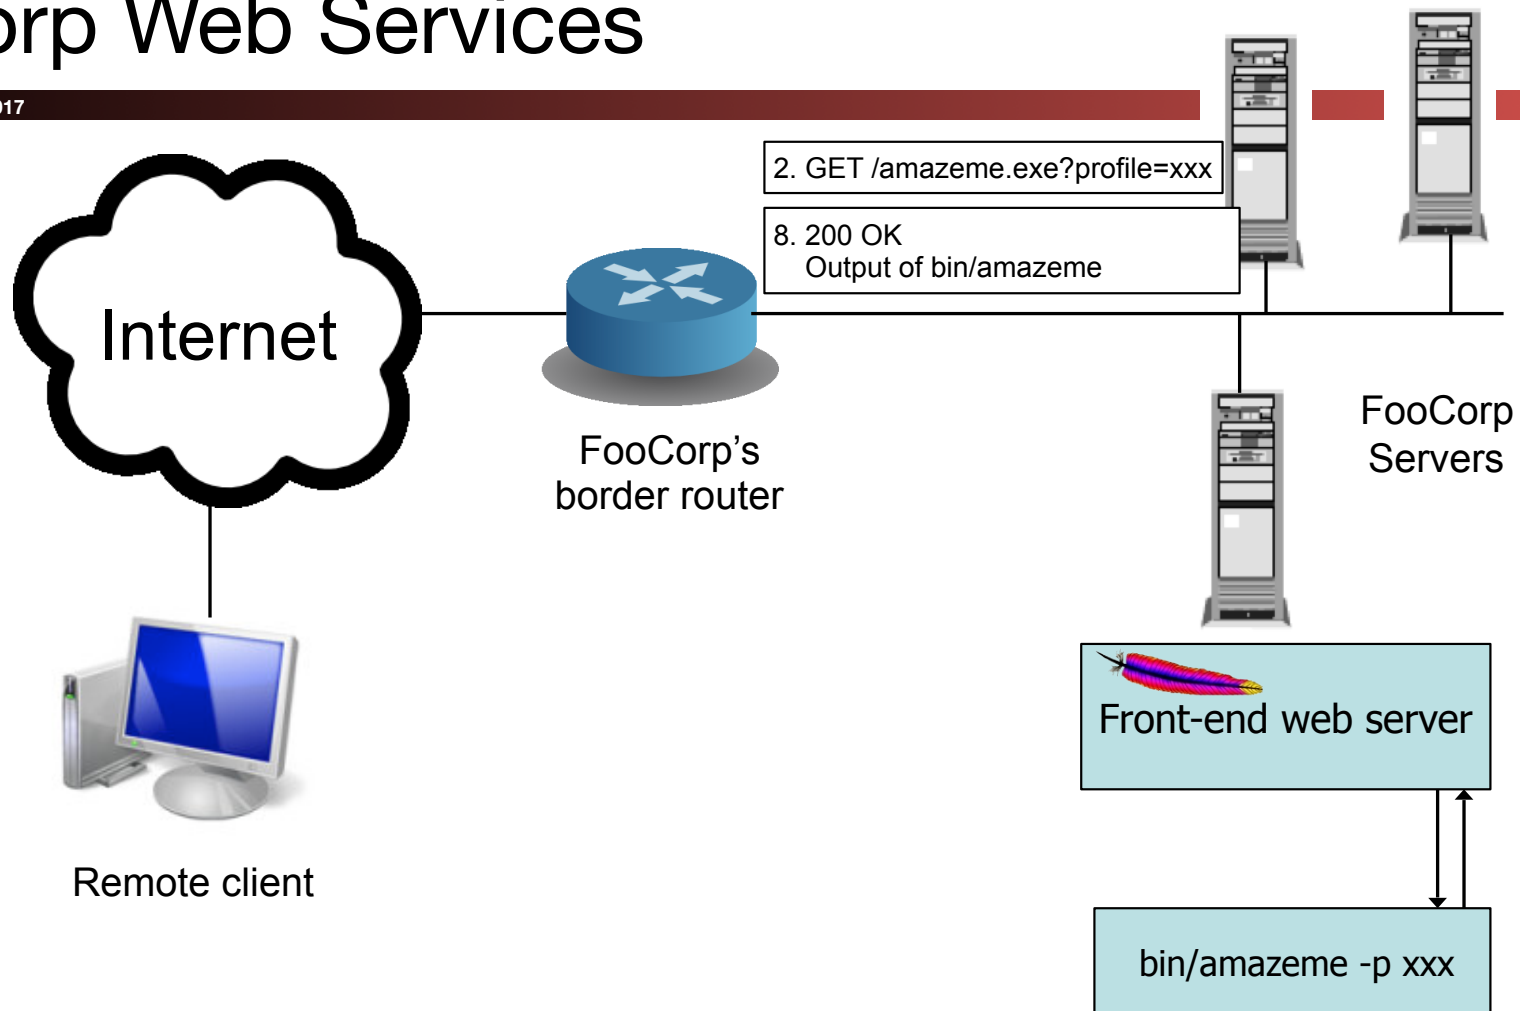 orp Web Services
017
2. GET /amazeme.exe?profile=xxx
8. 200 OK
Output of bin/amazeme
Internet
FooCorp’s
border router
FooCorp
Servers
Front-end web server
Remote client
bin/amazeme -p xxx